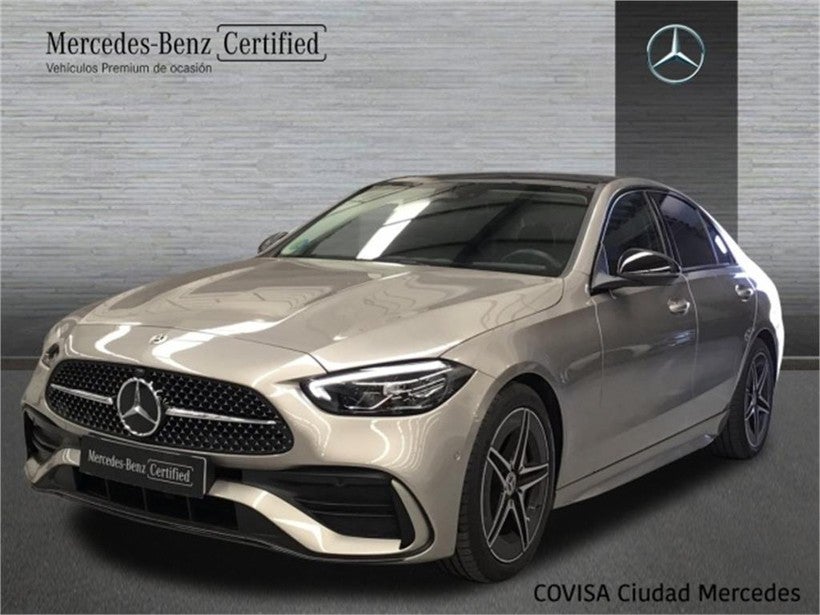 Mercedes-Benz Certified
Vehículos Premium de ocasión
Mercedes-Benz Certified
COVISA Ciudad Mercedes